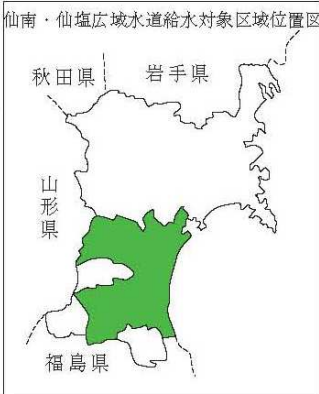 仙南・仙塩広域水道給水対象区域位置図
秋田県
岩手県
山形県
福島県